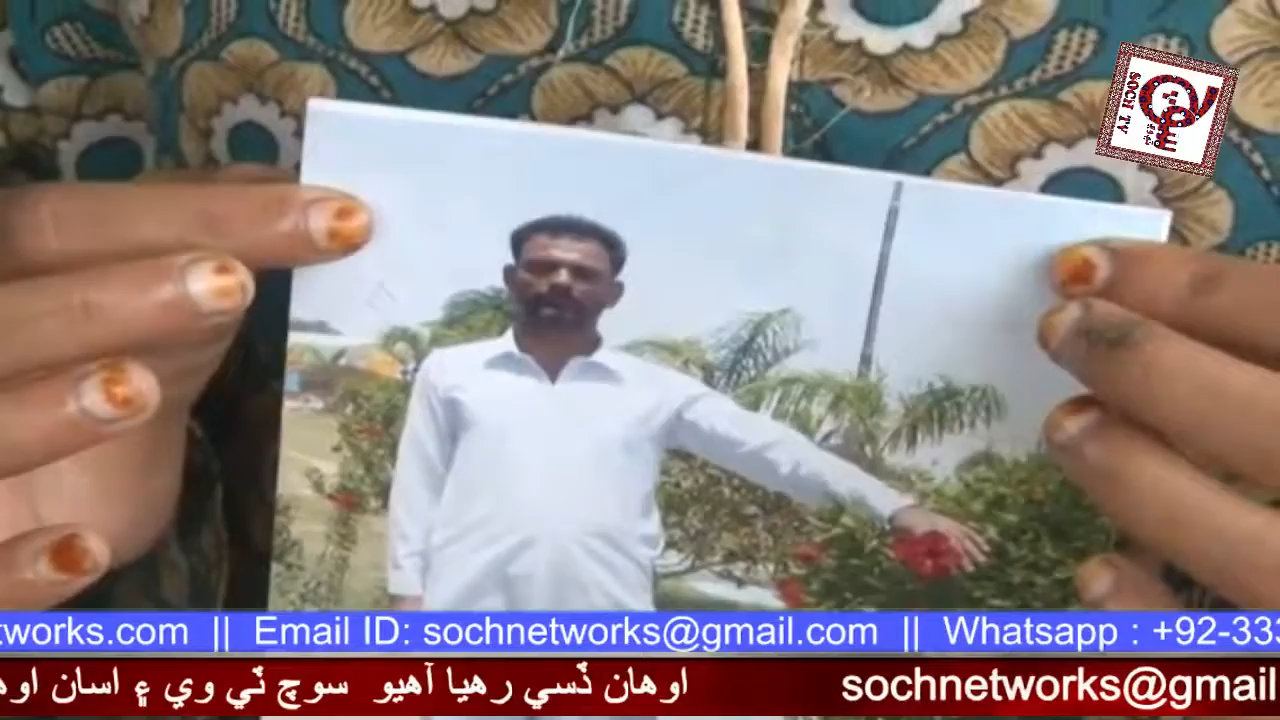 SOCH TV
tworks.com || Email ID: sochnetworks@gmail.com || Whatsapp : +92-333
اوهان ڏسي رهيا آهيو سوچ ٽي وي ۽ اسان اوه sochnetworks@gmail